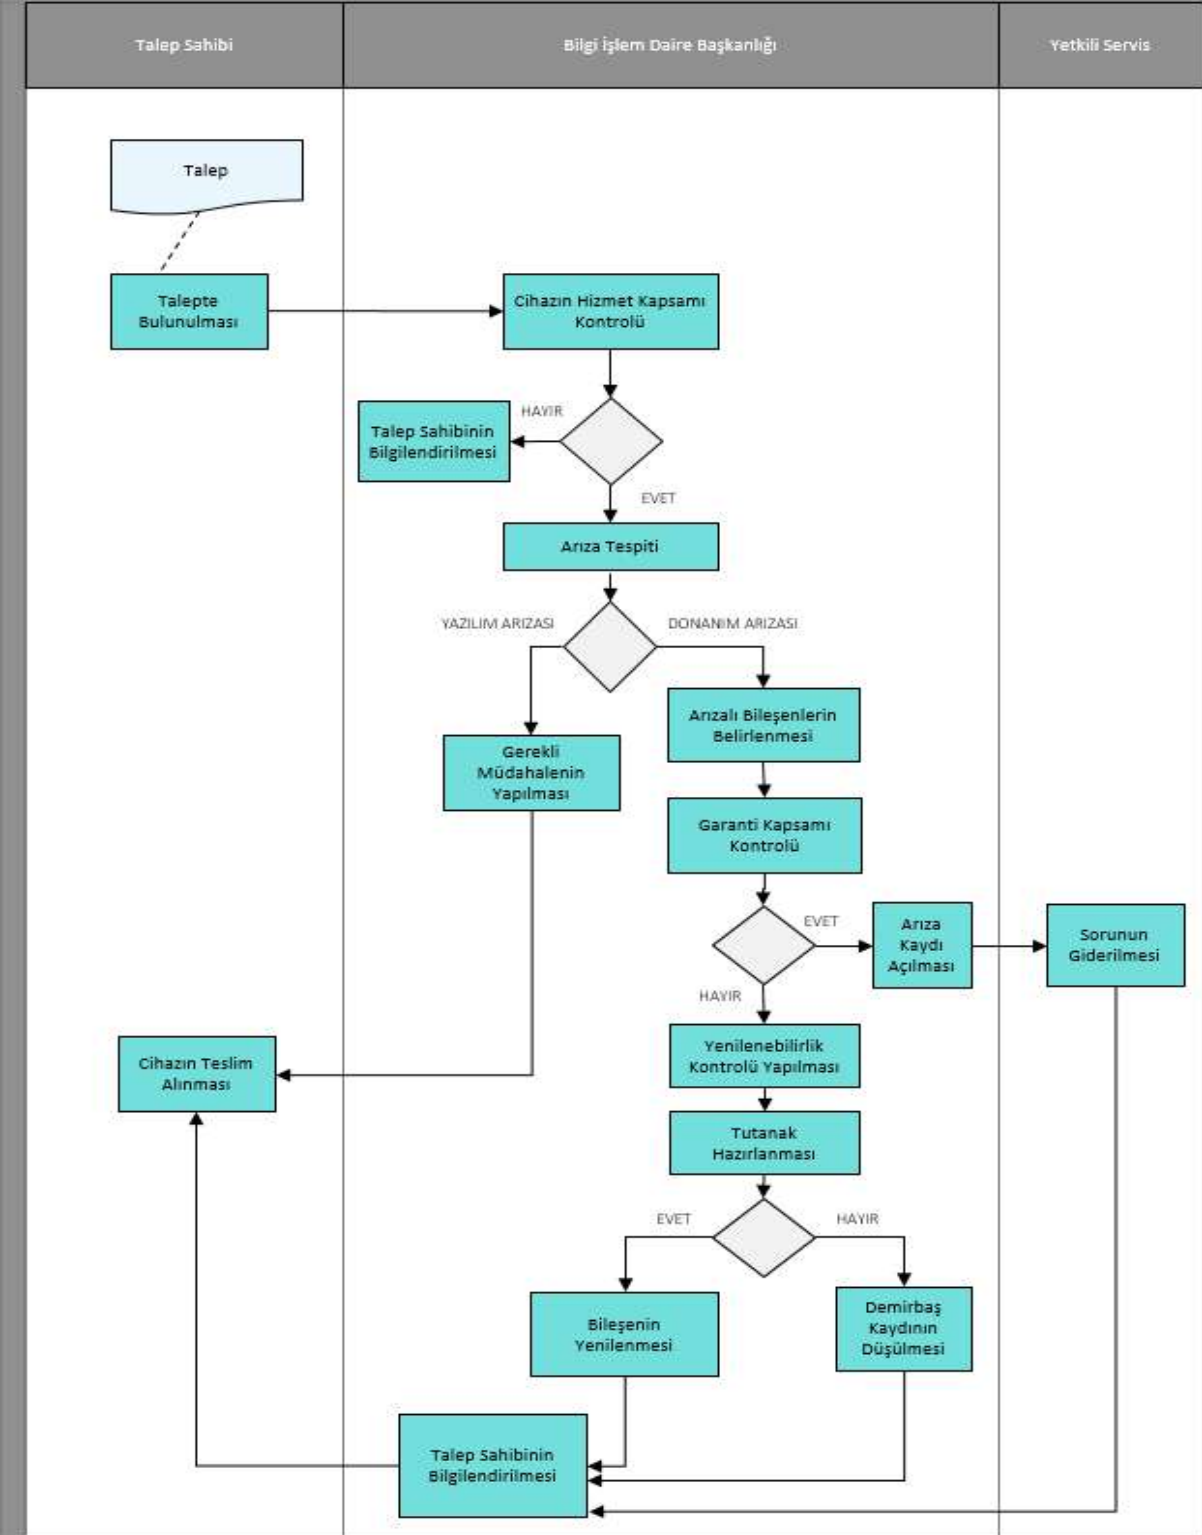 Talep Sahibi
Bilgi İşlem Daire Başkanlığı
Yetkili Servis
Talep
Talepte
Bulunulması
Cihazın Hizmet Kapsamı
Kontrolü
HAYIR
Talep Sahibinin
Bilgilendirilmesi
EVET
Arıza Tespiti
YAZILIM ARIZASI
DONANIM ARIZASI
Arızalı Bileşenlerin
Belirlenmesi
Gerekli
Müdahalenin
Yapılması
Garanti Kapsamı
Kontrolü
EVET
Arıza
Kaydı
Açılması
Sorunun
Giderilmesi
HAYIR
Yenilenebilirlik
Kontrolü Yapılması
Cihazın Teslim
Alınması
Tutanak
Hazırlanması
EVET
HAYIR
Bileşenin
Yenilenmesi
Demirbaş
Kaydının
Düşülmesi
Talep Sahibinin
Bilgilendirilmesi